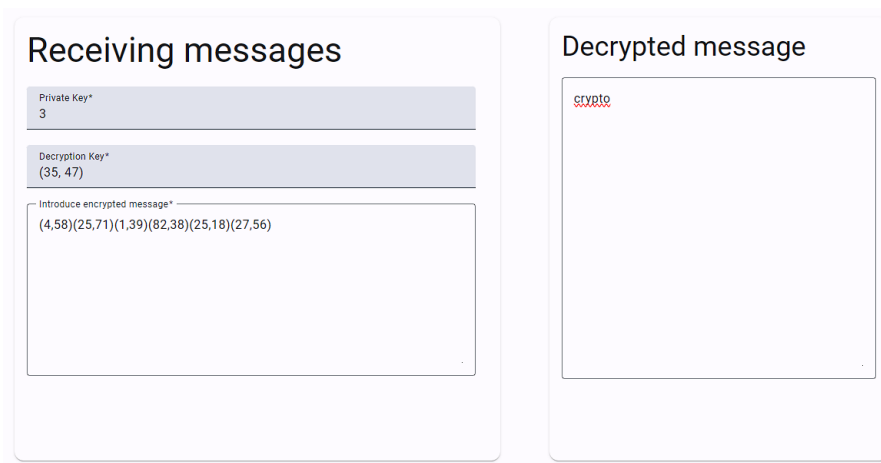 Receiving messages
Private Key*
3
Decryption Key*
(35, 47)
Introduce encrypted message*
(4,58)(25,71)(1,39)(82,38)(25,18)(27,56)
Decrypted message
crypto